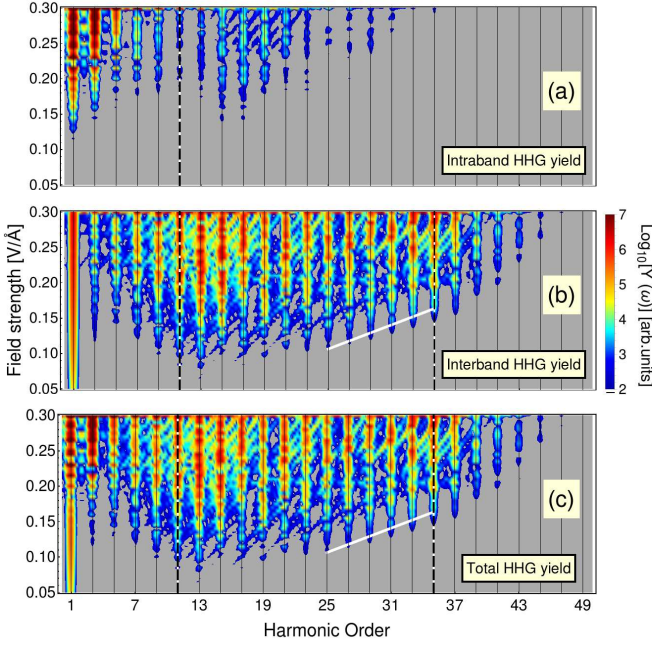 0.30
0.25
0.20
0.15
0.10
0.05
(a)
Intraband HHG yield
0.30
0.25
0.20
0.15
0.10
0.05
Field strength [V/Å]
(b)
Interband HHG yield
7
6
5
4
3
2
Log₁₀[Y (ω)] [arb.units]
0.30
0.25
0.20
0.15
0.10
0.05
(c)
Total HHG yield
1 7 13 19 25 31 37 43 49
Harmonic Order